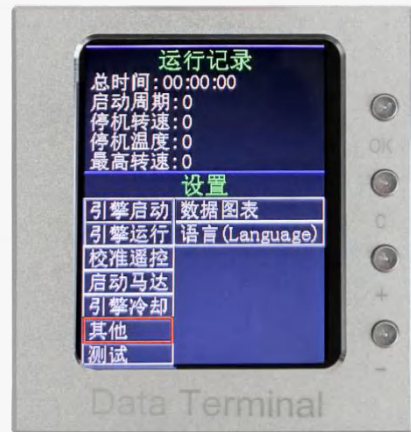 运行记录
总时间:00:00:00
启动周期:0
停机转速:0
停机温度:0
最高转速:0
设置
引擎启动 数据图表
引擎运行 语言(Language)
校准遥控
启动马达
引擎冷却
其他
测试
OK
C
+
-
Data Terminal